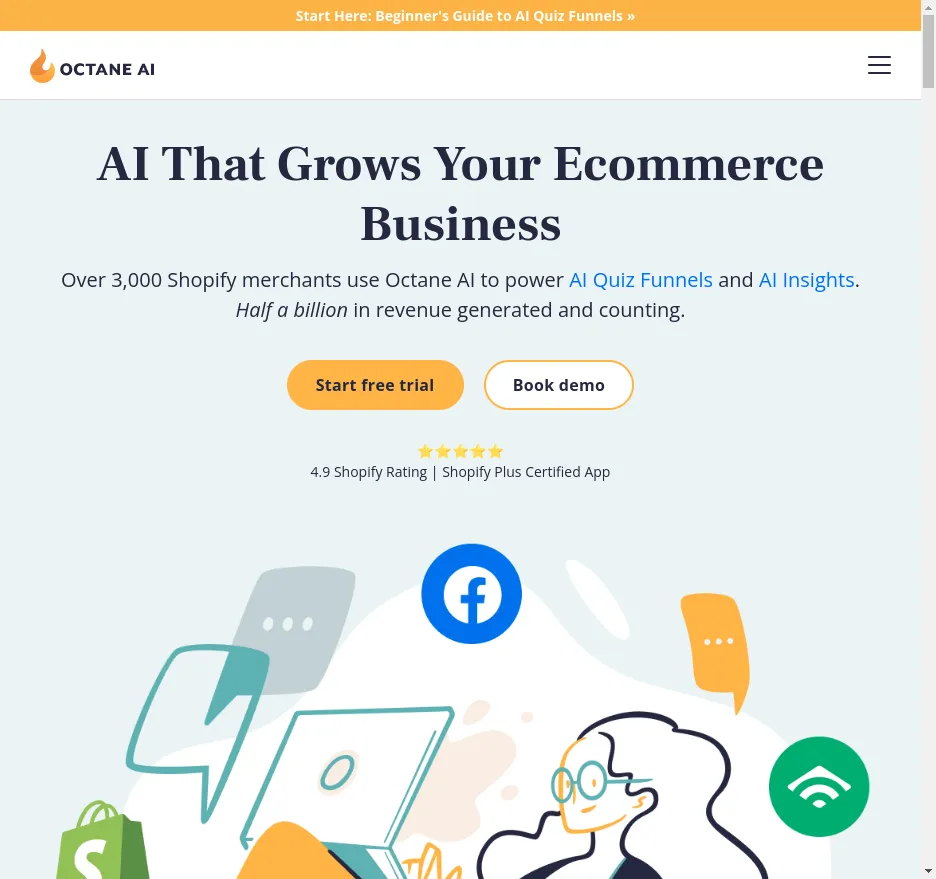 Start Here: Beginner's Guide to AI Quiz Funnels »
OCTANE AI
AI That Grows Your Ecommerce
Business
Over 3,000 Shopify merchants use Octane AI to power AI Quiz Funnels and AI Insights.
Half a billion in revenue generated and counting.
Start free trial
Book demo
4.9 Shopify Rating | Shopify Plus Certified App